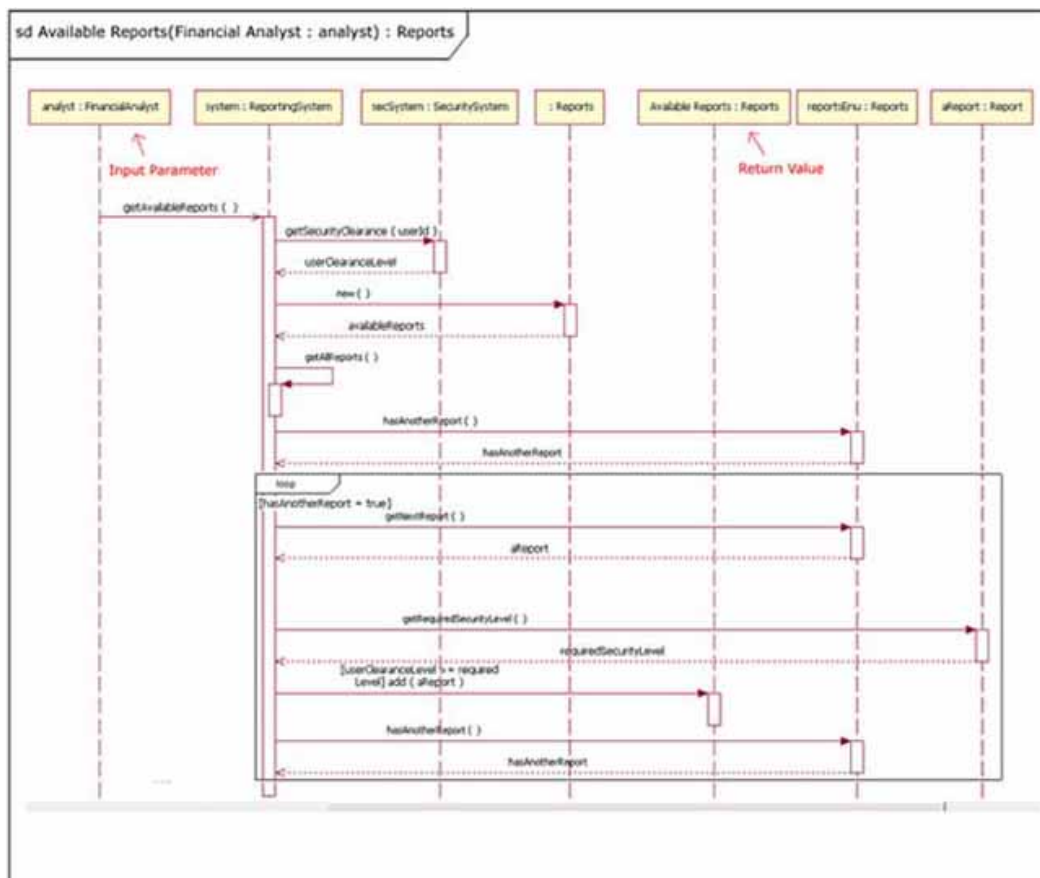 sd Available Reports(Financial Analyst : analyst) : Reports
analyst : FinancialAnalyst
system : ReportingSystem
secSystem : SecuritySystem
: Reports
Available Reports : Reports
reportsEnu : Reports
aReport : Report
Input Parameter
Return Value
getAvailableReports ( )
getSecurityClearance ( userId )
userClearanceLevel
new ( )
availableReports
getAllReports ( )
hasAnotherReport ( )
hasAnotherReport
loop
[hasAnotherReport = true]
getNextReport ( )
aReport
getRequiredSecurityLevel ( )
requiredSecurityLevel
[userClearanceLevel > = required
Level] add ( aReport )
hasAnotherReport ( )
hasAnotherReport